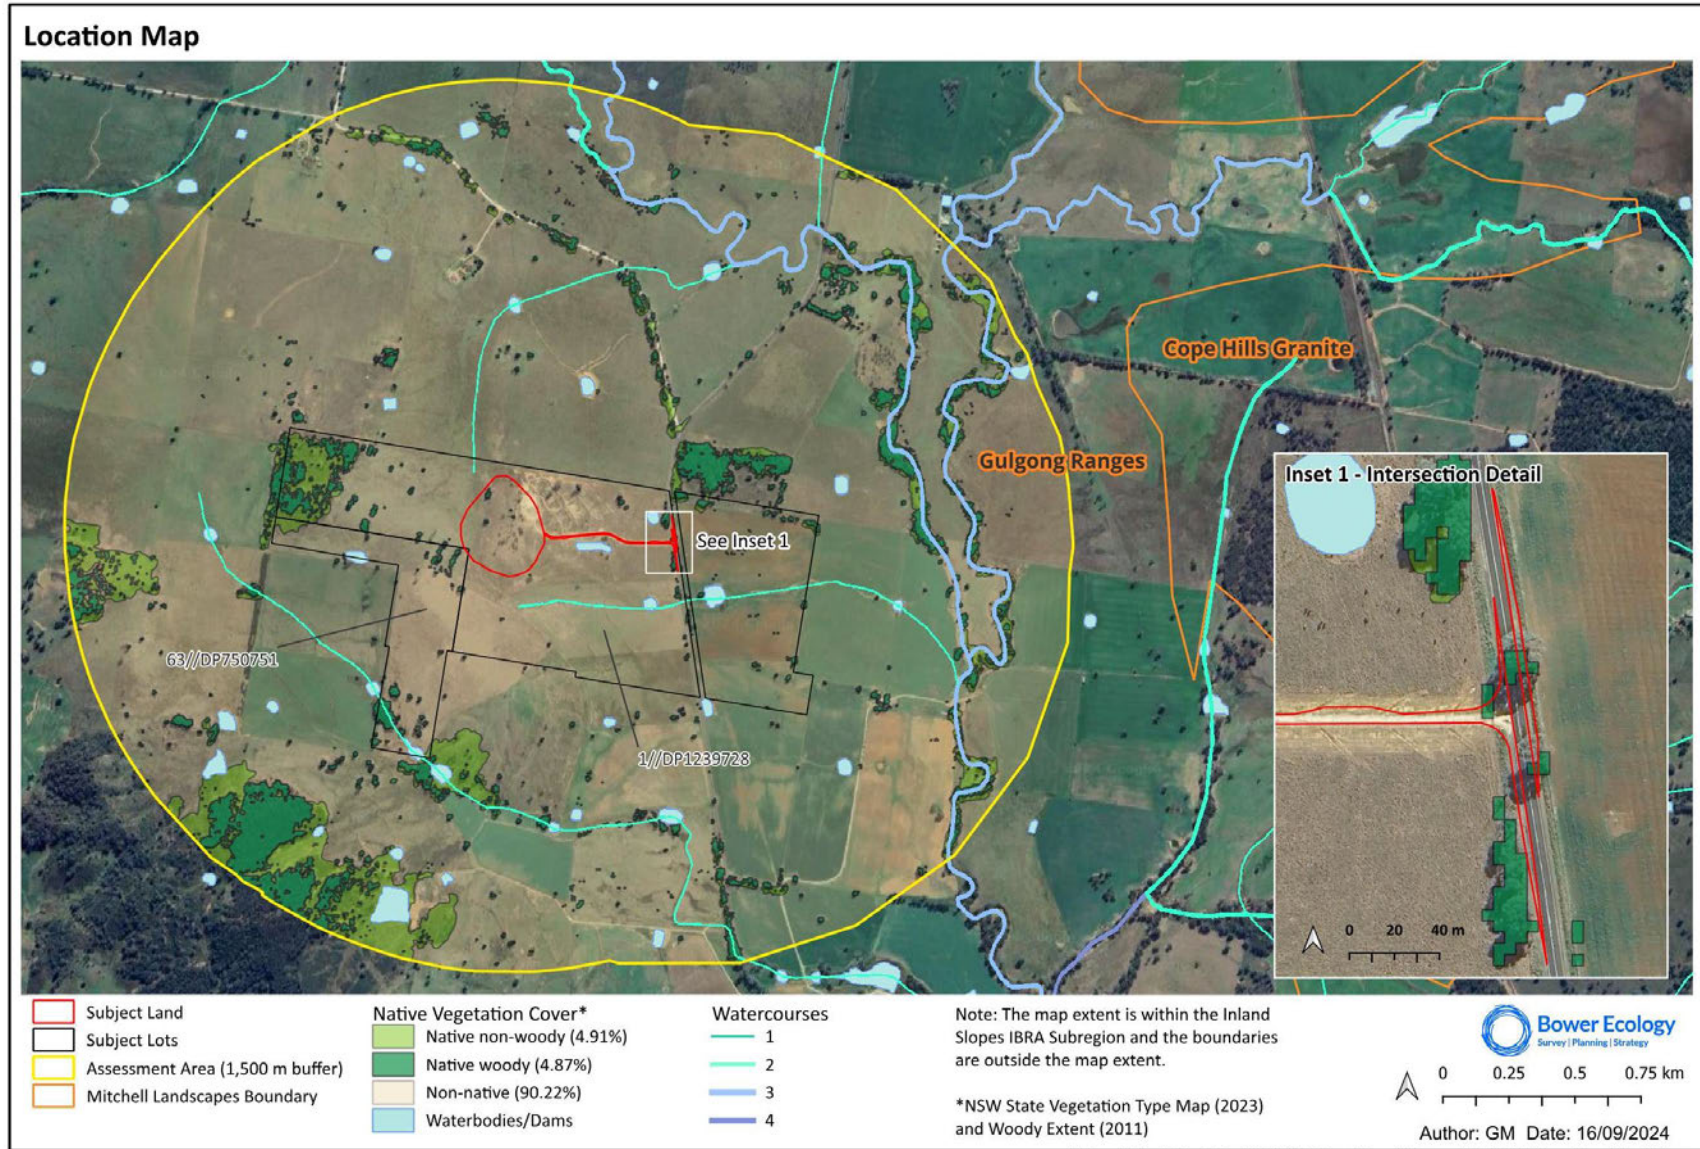 Location Map
Cope Hills Granite
Gulgong Ranges
See Inset 1
63//DP750751
1//DP1239728
Inset 1 - Intersection Detail
0 20 40 m
Subject Land
Subject Lots
Assessment Area (1,500 m buffer)
Mitchell Landscapes Boundary
Native Vegetation Cover*
Native non-woody (4.91%)
Native woody (4.87%)
Non-native (90.22%)
Waterbodies/Dams
Watercourses
1
2
3
4
Note: The map extent is within the Inland
Slopes IBRA Subregion and the boundaries
are outside the map extent.
*NSW State Vegetation Type Map (2023)
and Woody Extent (2011)
Bower Ecology
Survey | Planning | Strategy
0 0.25 0.5 0.75 km
Author: GM Date: 16/09/2024